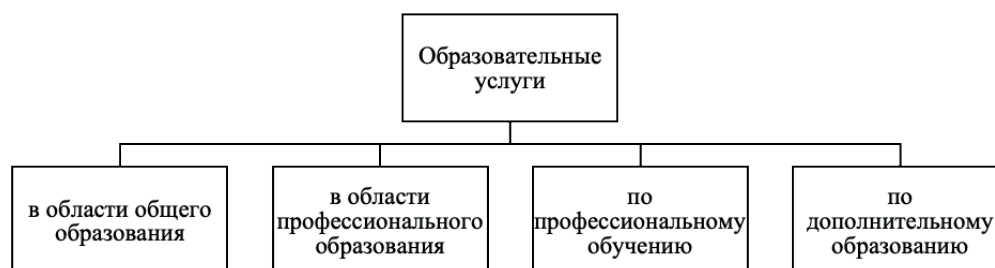 Образовательные
услуги
в области общего
образования
в области
профессионального
образования
по
профессиональному
обучению
по
дополнительному
образованию